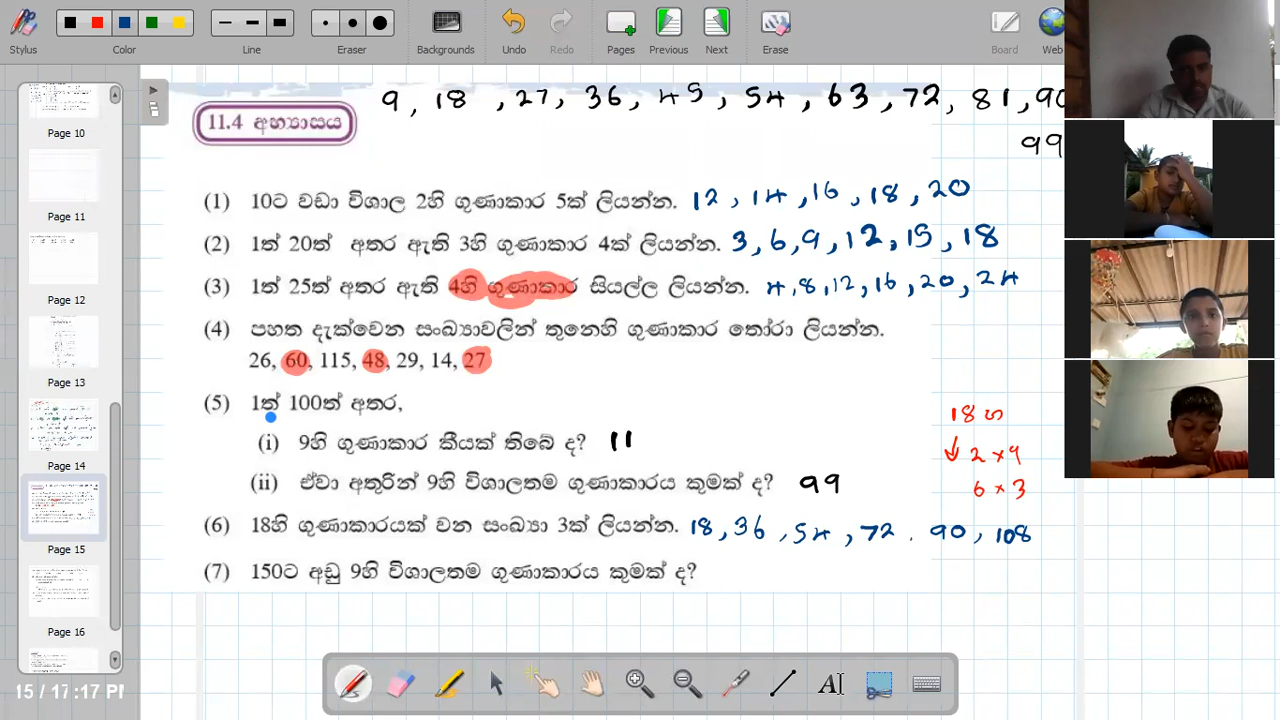 Stylus Color Line Eraser Backgrounds Undo Redo Pages Previous Next Erase Board Web
9, 18, 27, 36, 45, 54, 63, 72, 81, 90
99
11.4 අභ්‍යාසය
(1) 10ට වඩා විශාල 2හි ගුණාකාර 5ක් ලියන්න. 12, 14, 16, 18, 20
(2) 1ත් 20ත් අතර ඇති 3හි ගුණාකාර 4ක් ලියන්න. 3, 6, 9, 12, 15, 18
(3) 1ත් 25ත් අතර ඇති 4හි ගුණාකාර සියල්ල ලියන්න. 4, 8, 12, 16, 20, 24
(4) පහත දැක්වෙන සංඛ්‍යාවලින් තුනෙහි ගුණාකාර තෝරා ලියන්න.
26, 60, 115, 48, 29, 14, 27
(5) 1ත් 100ත් අතර,
(i) 9හි ගුණාකාර කීයක් තිබේ ද? 11
(ii) ඒවා අතුරින් 9හි විශාලතම ගුණාකාරය කුමක් ද? 99
(6) 18හි ගුණාකාරයක් වන සංඛ්‍යා 3ක් ලියන්න. 18, 36, 54, 72. 90, 108
(7) 150ට අඩු 9හි විශාලතම ගුණාකාරය කුමක් ද?
18
2 × 9
6 × 3
Page 10
Page 11
Page 12
Page 13
Page 14
Page 15
Page 16
15 / 17:17 PM